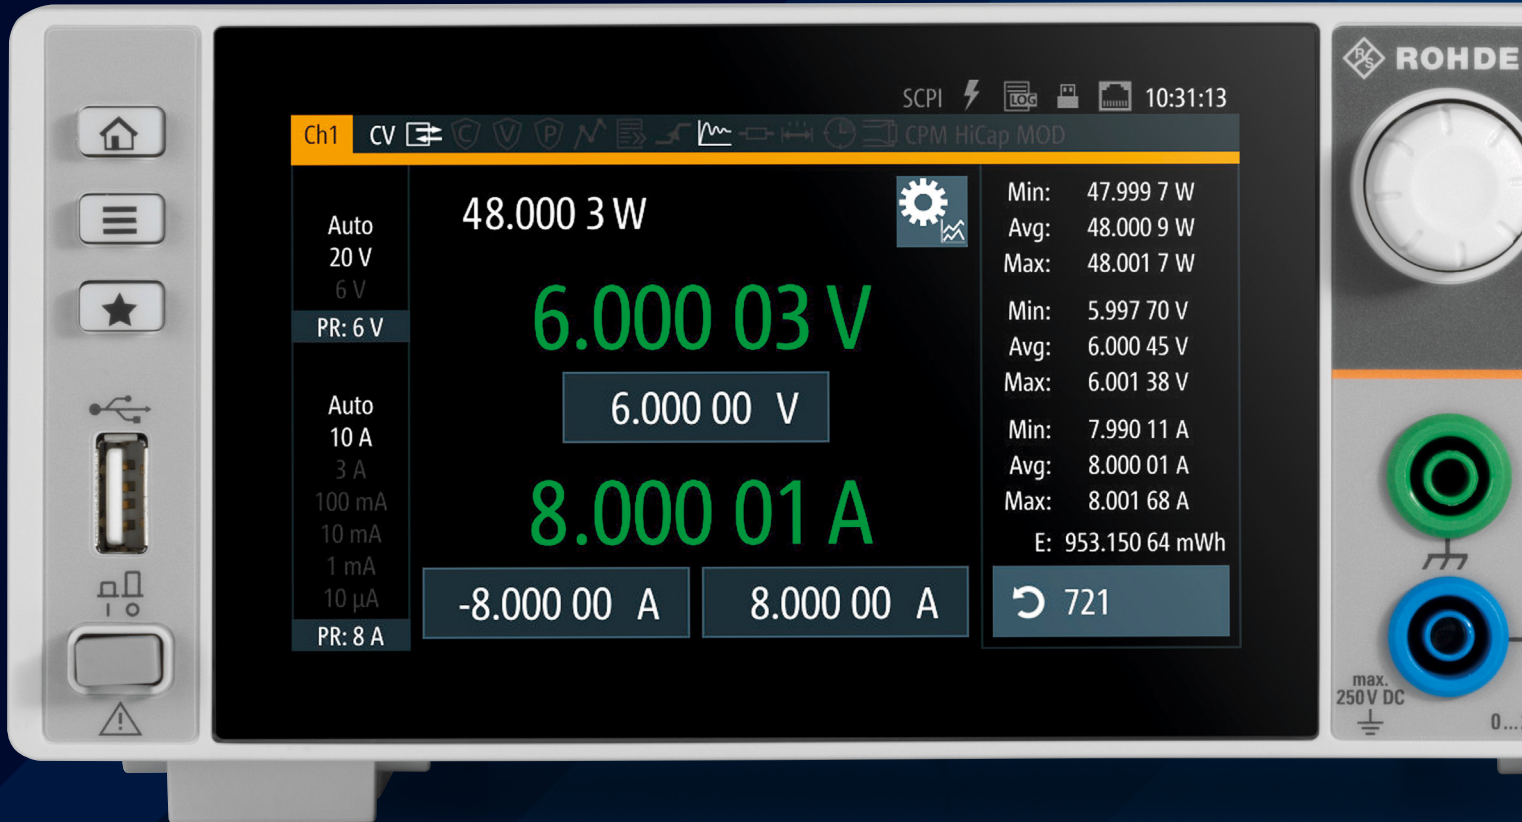 SCPI LOG 10:31:13
Ch1 CV C V P CPM HiCap MOD
Auto
20 V
6 V
PR: 6 V
Auto
10 A
3 A
100 mA
10 mA
1 mA
10 µA
PR: 8 A
48.000 3 W
6.000 03 V
6.000 00 V
8.000 01 A
-8.000 00 A
8.000 00 A
Min: 47.999 7 W
Avg: 48.000 9 W
Max: 48.001 7 W
Min: 5.997 70 V
Avg: 6.000 45 V
Max: 6.001 38 V
Min: 7.990 11 A
Avg: 8.000 01 A
Max: 8.001 68 A
E: 953.150 64 mWh
721
R&S ROHDE
max.
250 V DC
0...